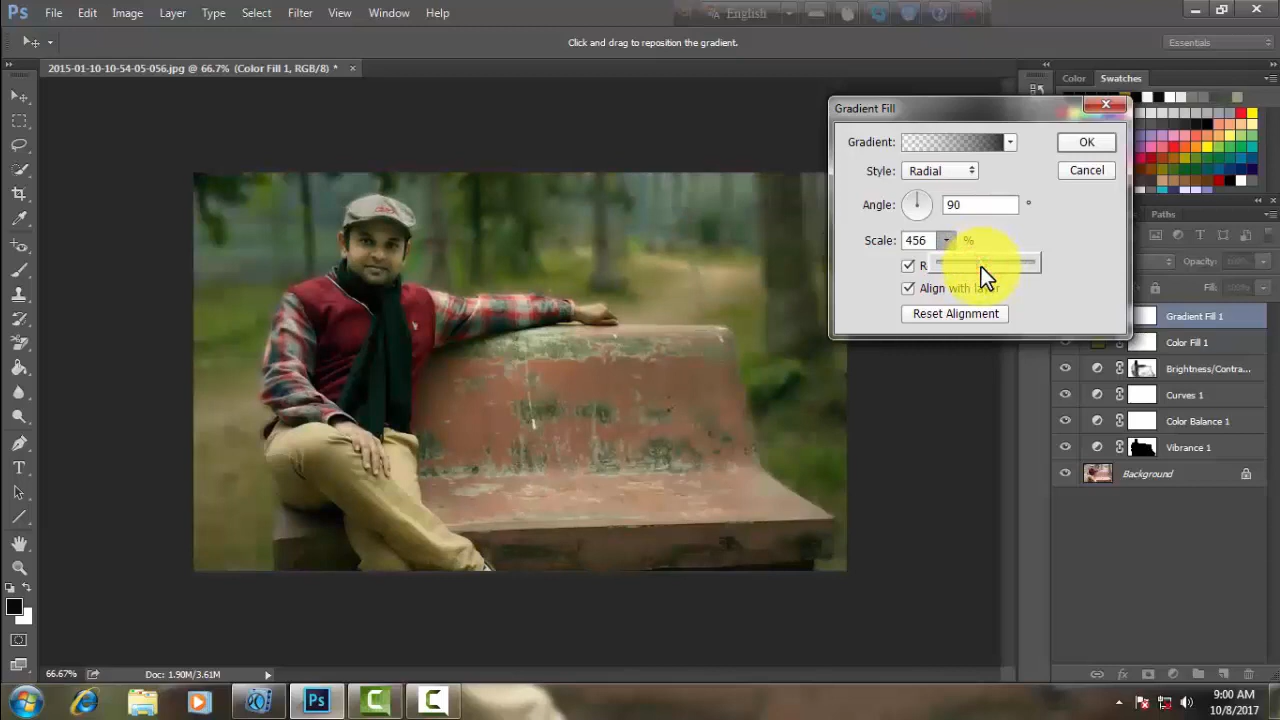 Ps File Edit Image Layer Type Select Filter View Window Help
English
Click and drag to reposition the gradient.
Essentials
2015-01-10-10-54-05-056.jpg @ 66.7% (Color Fill 1, RGB/8) *
Color Swatches
Gradient Fill
Gradient: OK
Style: Radial Cancel
Angle: 90 °
Scale: 456 %
R
Align with layer
Reset Alignment
Paths
Opacity: 100%
Fill: 100%
Gradient Fill 1
Color Fill 1
Brightness/Contra...
Curves 1
Color Balance 1
Vibrance 1
Background
66.67% Doc: 1.90M/3.61M
Ps
9:00 AM
10/8/2017